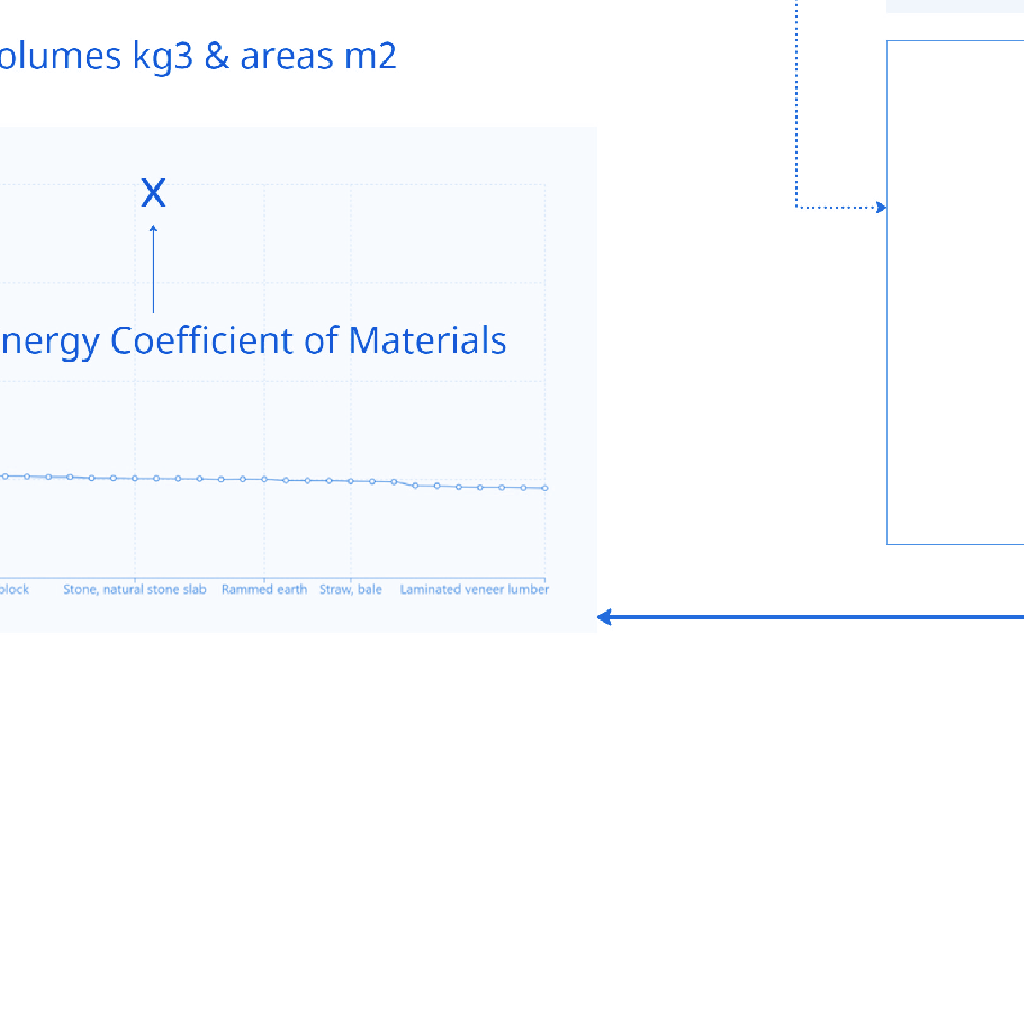 olumes kg3 & areas m2
X
nergy Coefficient of Materials
block
Stone, natural stone slab
Rammed earth
Straw, bale
Laminated veneer lumber